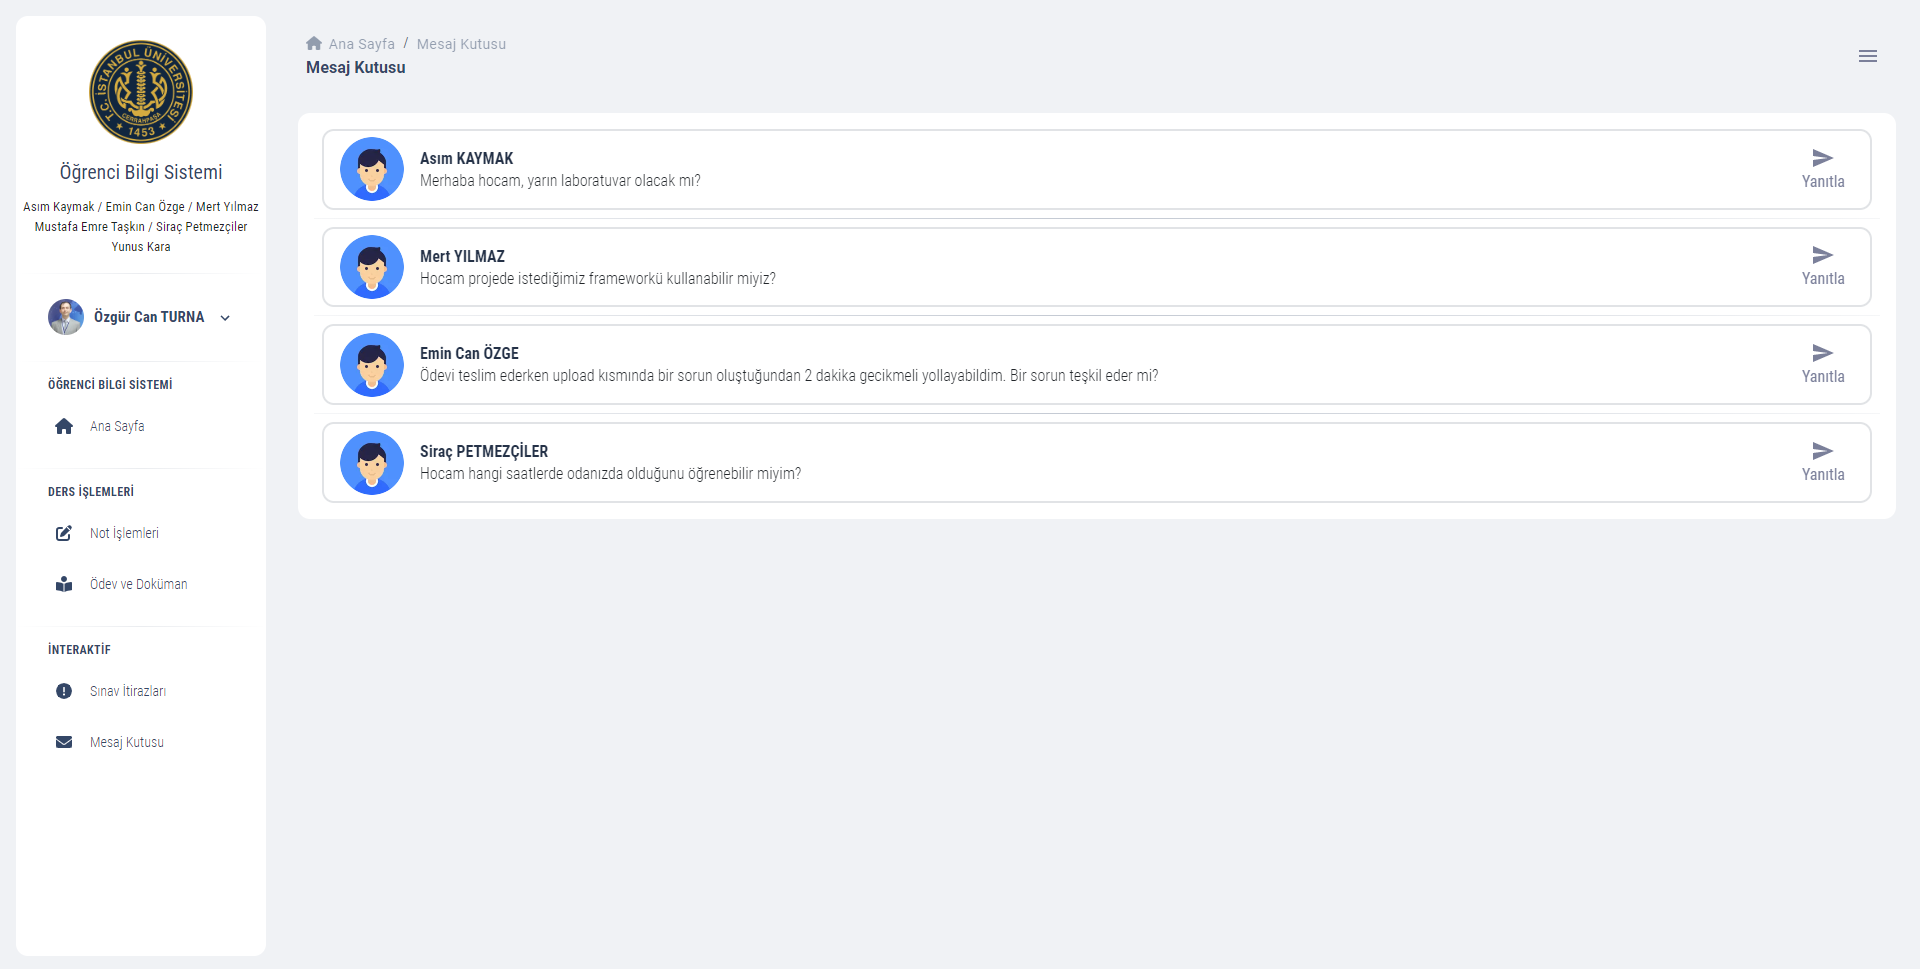 T.C. İSTANBUL ÜNİVERSİTESİ
CERRAHPAŞA
1453
Öğrenci Bilgi Sistemi
Asım Kaymak / Emin Can Özge / Mert Yılmaz
Mustafa Emre Taşkın / Siraç Petmezçiler
Yunus Kara
Özgür Can TURNA
ÖĞRENCİ BİLGİ SİSTEMİ
Ana Sayfa
DERS İŞLEMLERİ
Not İşlemleri
Ödev ve Doküman
İNTERAKTİF
Sınav İtirazları
Mesaj Kutusu
Ana Sayfa / Mesaj Kutusu
Mesaj Kutusu
Asım KAYMAK
Merhaba hocam, yarın laboratuvar olacak mı?
Yanıtla
Mert YILMAZ
Hocam projede istediğimiz frameworkü kullanabilir miyiz?
Yanıtla
Emin Can ÖZGE
Ödevi teslim ederken upload kısmında bir sorun oluştuğundan 2 dakika gecikmeli yollayabildim. Bir sorun teşkil eder mi?
Yanıtla
Siraç PETMEZÇİLER
Hocam hangi saatlerde odanızda olduğunu öğrenebilir miyim?
Yanıtla